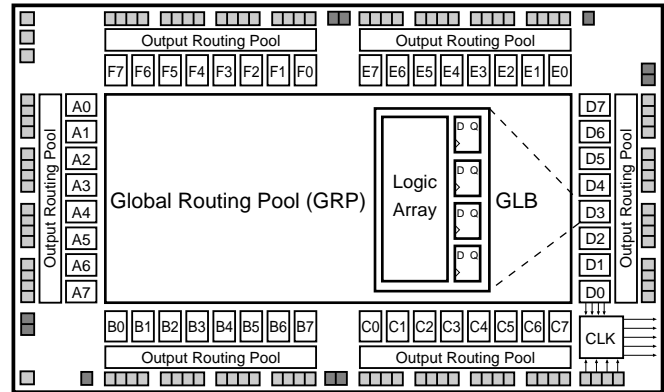 Output Routing Pool Output Routing Pool
F7 F6 F5 F4 F3 F2 F1 F0 E7 E6 E5 E4 E3 E2 E1 E0
Output Routing Pool
A0
A1
A2
A3
A4
A5
A6
A7
Global Routing Pool (GRP)
Logic
Array
D Q
D Q
D Q
D Q
GLB
D7
D6
D5
D4
D3
D2
D1
D0
Output Routing Pool
B0 B1 B2 B3 B4 B5 B6 B7 C0 C1 C2 C3 C4 C5 C6 C7
CLK
Output Routing Pool Output Routing Pool